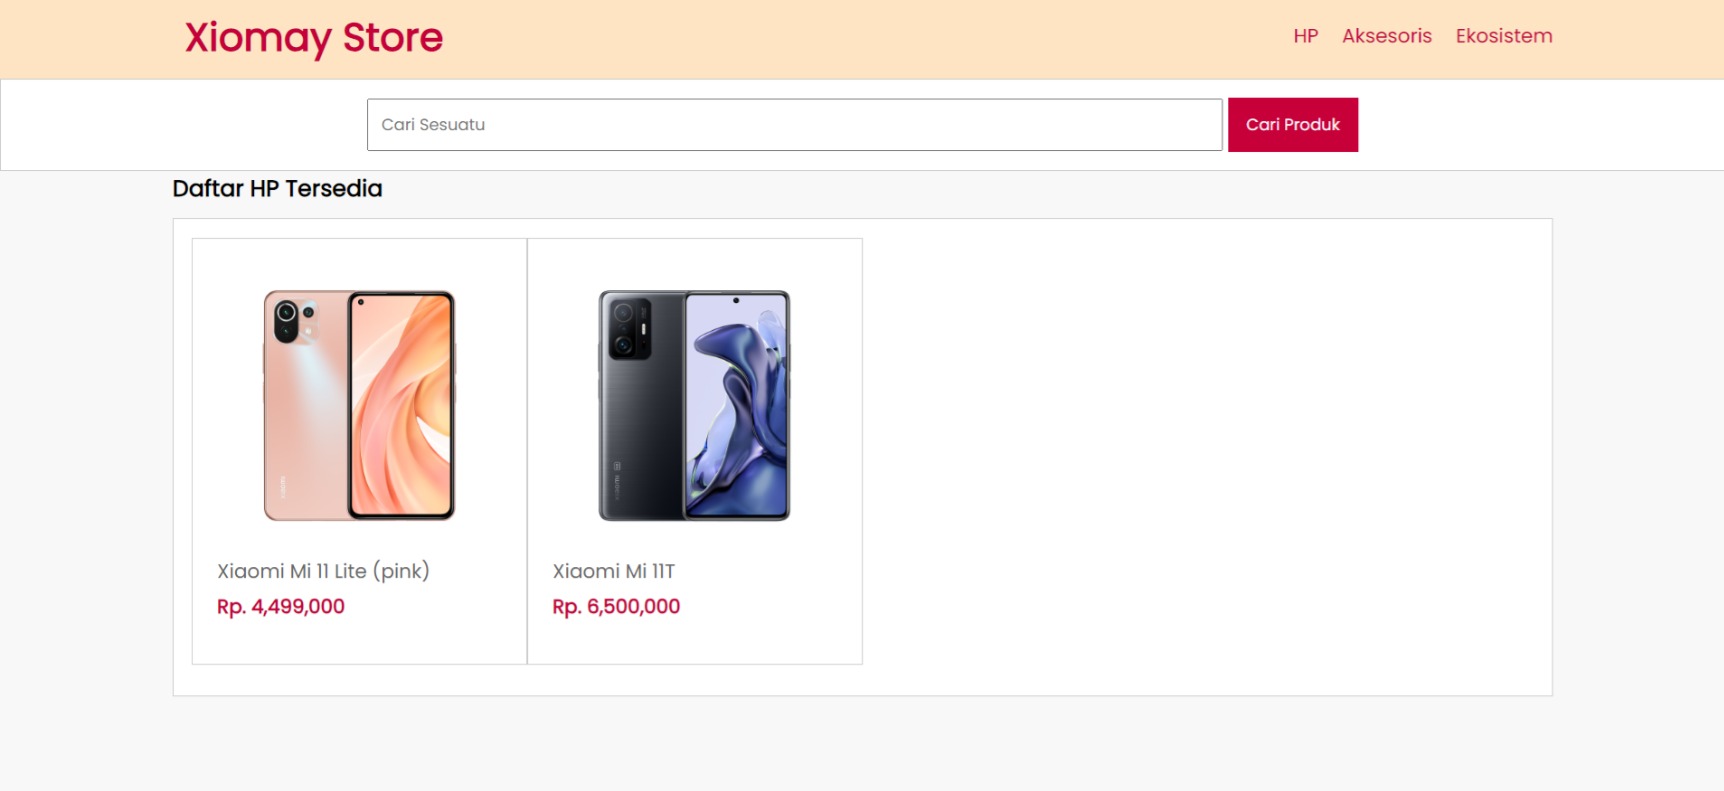 Xiomay Store
HP Aksesoris Ekosistem
Cari Sesuatu
Cari Produk
Daftar HP Tersedia
Xiaomi Mi 11 Lite (pink)
Rp. 4,499,000
Xiaomi Mi 11T
Rp. 6,500,000